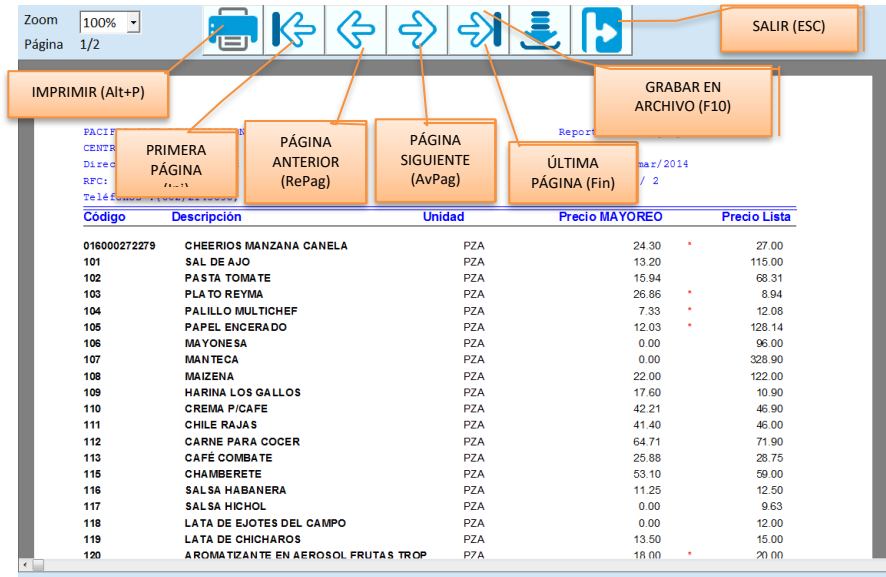 Zoom 100%
Página 1/2
SALIR (ESC)
IMPRIMIR (Alt+P)
GRABAR EN
ARCHIVO (F10)
PRIMERA
PÁGINA
PÁGINA
ANTERIOR
(RePag)
PÁGINA
SIGUIENTE
(AvPag)
ÚLTIMA
PÁGINA (Fin)
mar/2014
RFC:
/ 2
Código Descripción Unidad Precio MAYOREO Precio Lista
016000272279 CHEERIOS MANZANA CANELA PZA 24.30 * 27.00
101 SAL DE AJO PZA 13.20 115.00
102 PASTA TOMATE PZA 15.94 68.31
103 PLATO REYMA PZA 26.86 * 8.94
104 PALILLO MULTICHEF PZA 7.33 * 12.08
105 PAPEL ENCERADO PZA 12.03 * 128.14
106 MAYONESA PZA 0.00 96.00
107 MANTECA PZA 0.00 328.90
108 MAIZENA PZA 22.00 122.00
109 HARINA LOS GALLOS PZA 17.60 10.90
110 CREMA P/CAFE PZA 42.21 46.90
111 CHILE RAJAS PZA 41.40 46.00
112 CARNE PARA COCER PZA 64.71 71.90
113 CAFÉ COMBATE PZA 25.88 28.75
115 CHAMBERETE PZA 53.10 59.00
116 SALSA HABANERA PZA 11.25 12.50
117 SALSA HICHOL PZA 0.00 9.63
118 LATA DE EJOTES DEL CAMPO PZA 0.00 12.00
119 LATA DE CHICHAROS PZA 13.50 15.00
120 AROMATIZANTE EN AEROSOL FRUTAS TROP PZA 18.00 * 20.00